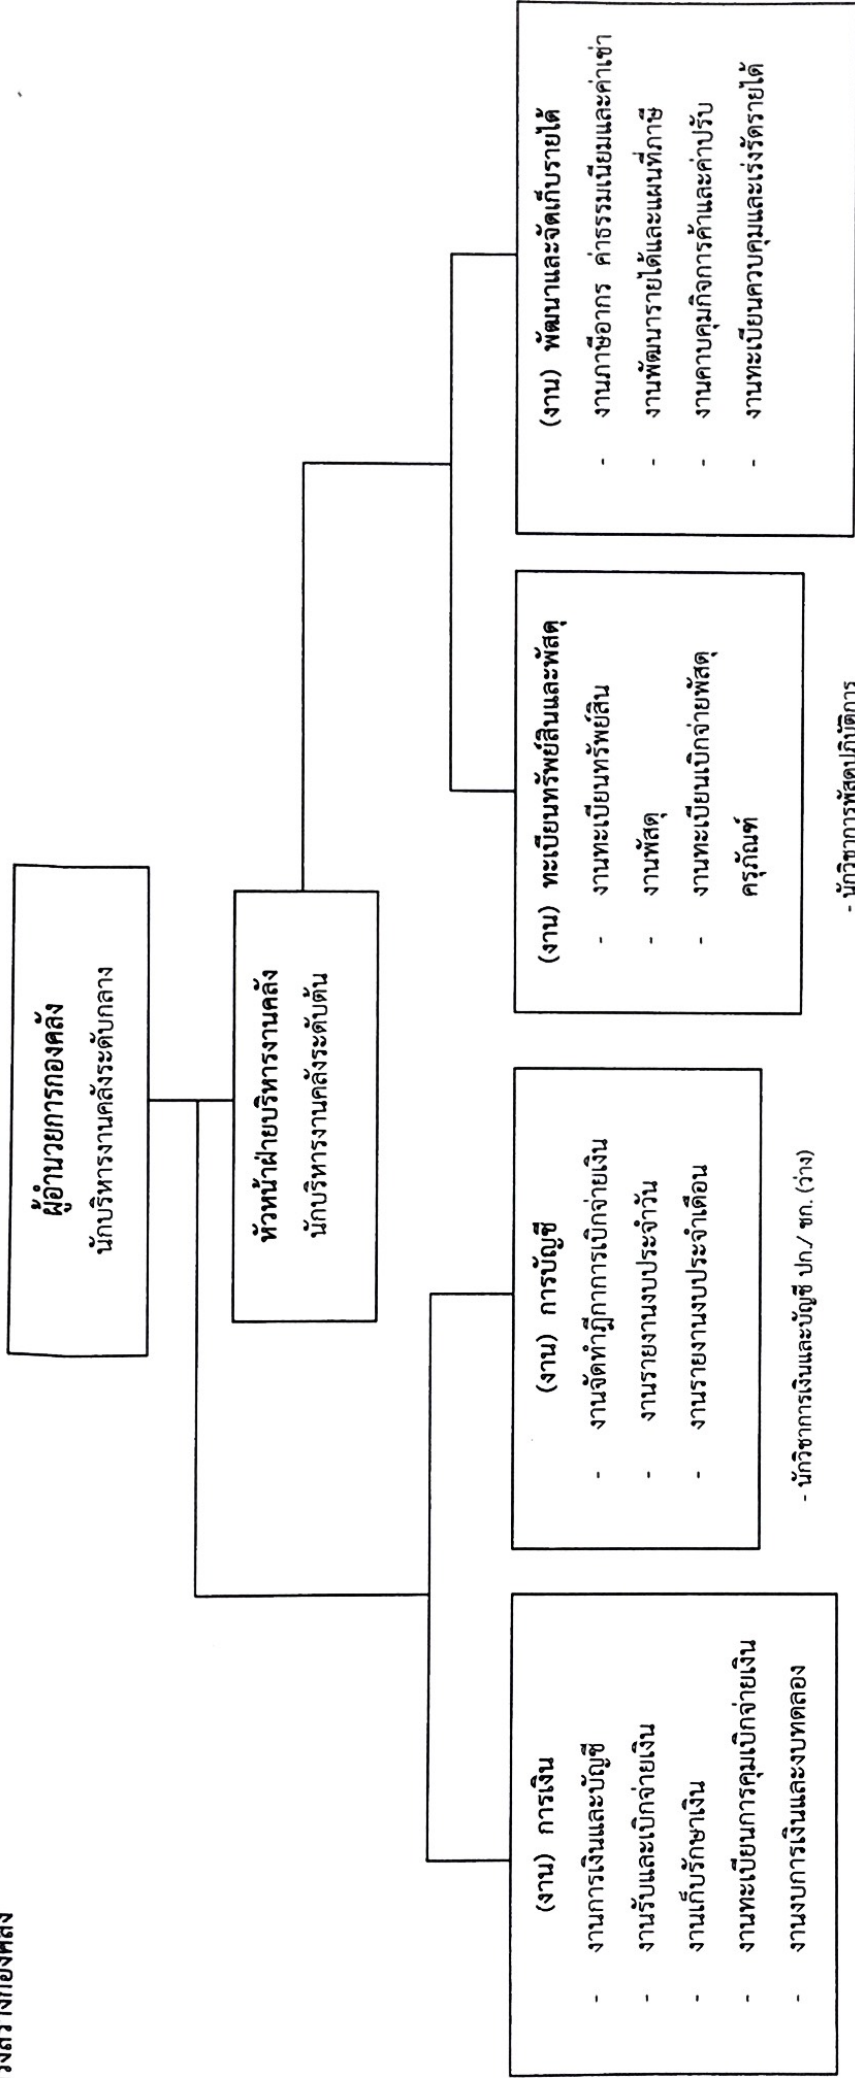 ผู้อำนวยการกองคลัง
นักบริหารงานคลังระดับกลาง
หัวหน้าฝ่ายบริหารงานคลัง
นักบริหารงานคลังระดับต้น
(งาน) การเงิน
- งานการเงินและบัญชี
- งานรับและเบิกจ่ายเงิน
- งานเก็บรักษาเงิน
- งานทะเบียนการคุมเบิกจ่ายเงิน
- งานงบการเงินและงบทดลอง
(งาน) การบัญชี
- งานจัดทำฎีกาการเบิกจ่ายเงิน
- งานรายงานงบประจำวัน
- งานรายงานงบประจำเดือน
- นักวิชาการเงินและบัญชี ปก./ ชก. (ว่าง)
(งาน) ทะเบียนทรัพย์สินและพัสดุ
- งานทะเบียนทรัพย์สิน
- งานพัสดุ
- งานทะเบียนเบิกจ่ายพัสดุ
ครุภัณฑ์
- นักวิชาการพัสดุปฏิบัติการ
(งาน) พัฒนาและจัดเก็บรายได้
- งานภาษีอากร ค่าธรรมเนียมและค่าเช่า
- งานพัฒนารายได้และแผนที่ภาษี
- งานคาบคุมกิจการค้าและค่าปรับ
- งานทะเบียนควบคุมและเร่งรัดรายได้